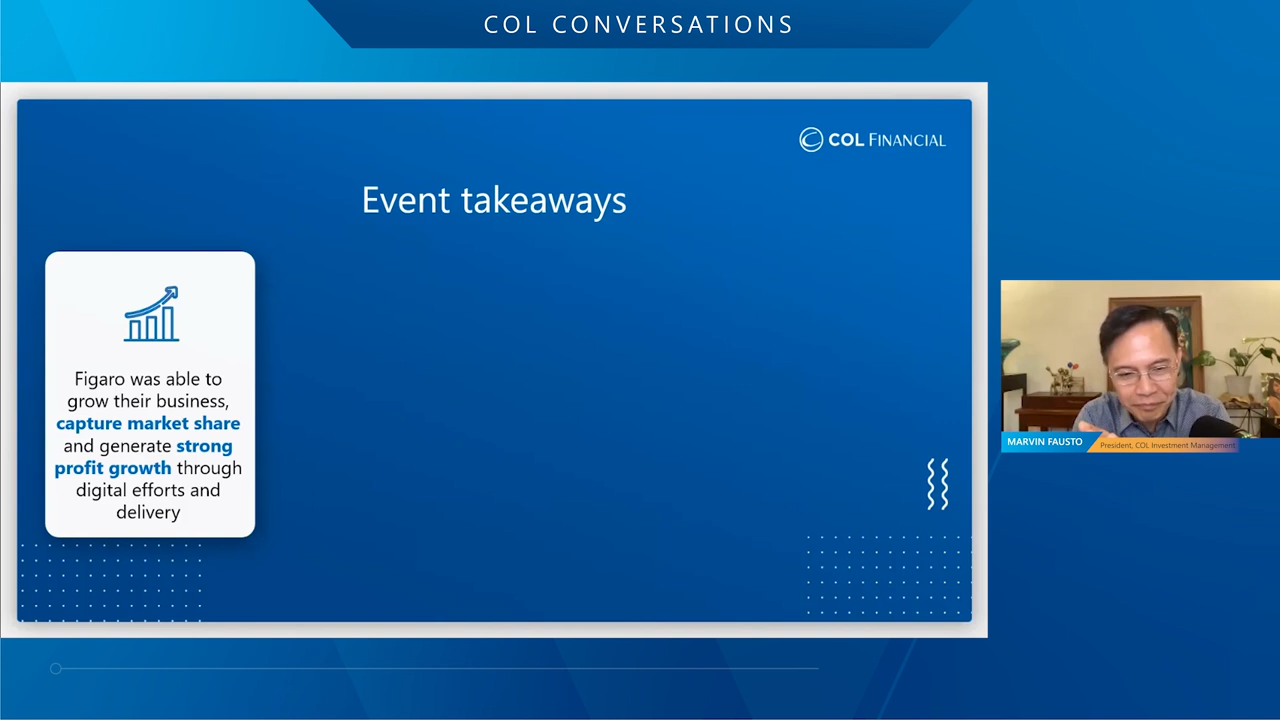 COL CONVERSATIONS
COL FINANCIAL
Event takeaways
Figaro was able to
grow their business,
capture market share
and generate strong
profit growth through
digital efforts and
delivery
MARVIN FAUSTO
President, COL Investment Management